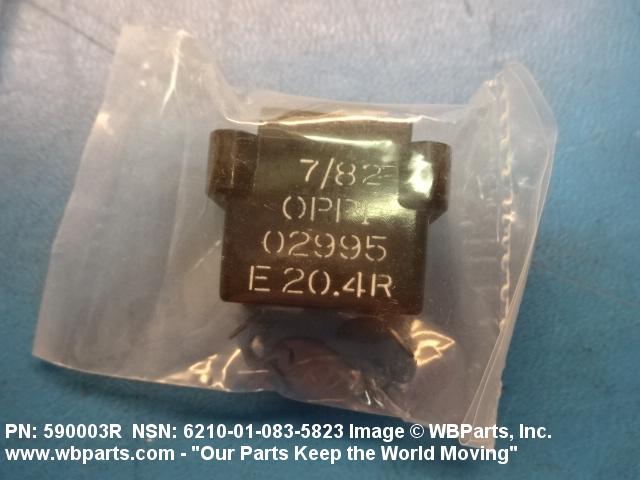 7/82
02995
E 20.4R
PN: 590003R NSN: 6210-01-083-5823 Image © WBParts, Inc.
www.wbparts.com - "Our Parts Keep the World Moving"